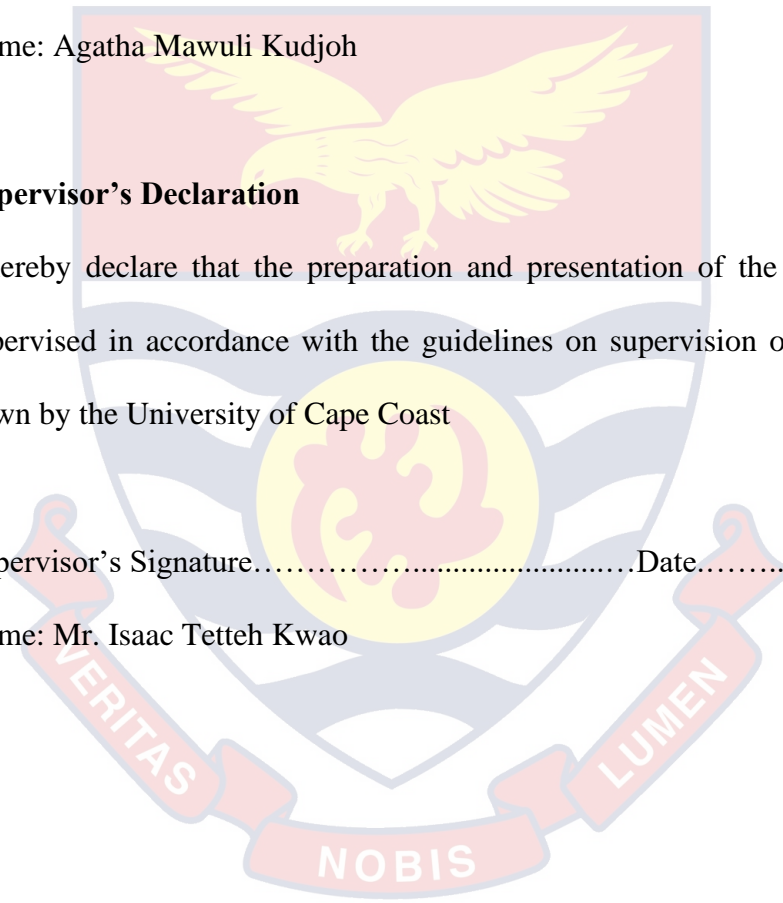 me: Agatha Mawuli Kudjoh
pervisor’s Declaration
ereby declare that the preparation and presentation of the
pervised in accordance with the guidelines on supervision o
wn by the University of Cape Coast
pervisor’s Signature……………...........................…Date.……..
me: Mr. Isaac Tetteh Kwao
VERITAS
NOBIS
LUMEN